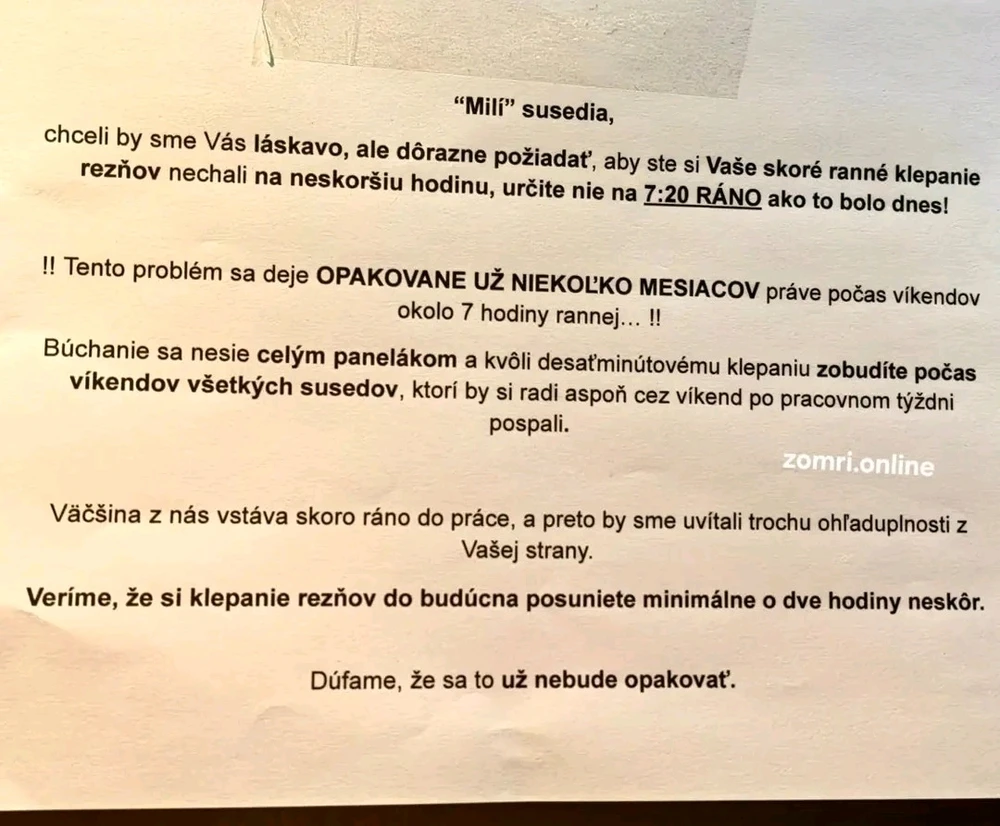 “Milí” susedia,
chceli by sme Vás láskavo, ale dôrazne požiadať, aby ste si Vaše skoré ranné klepanie
rezňov nechali na neskoršiu hodinu, určite nie na 7:20 RÁNO ako to bolo dnes!
!! Tento problém sa deje OPAKOVANE UŽ NIEKOĽKO MESIACOV práve počas víkendov
okolo 7 hodiny rannej... !!
Búchanie sa nesie celým panelákom a kvôli desaťminútovému klepaniu zobudíte počas
víkendov všetkých susedov, ktorí by si radi aspoň cez víkend po pracovnom týždni
pospali.
zomri.online
Väčšina z nás vstáva skoro ráno do práce, a preto by sme uvítali trochu ohľaduplnosti z
Vašej strany.
Veríme, že si klepanie rezňov do budúcna posuniete minimálne o dve hodiny neskôr.
Dúfame, že sa to už nebude opakovať.